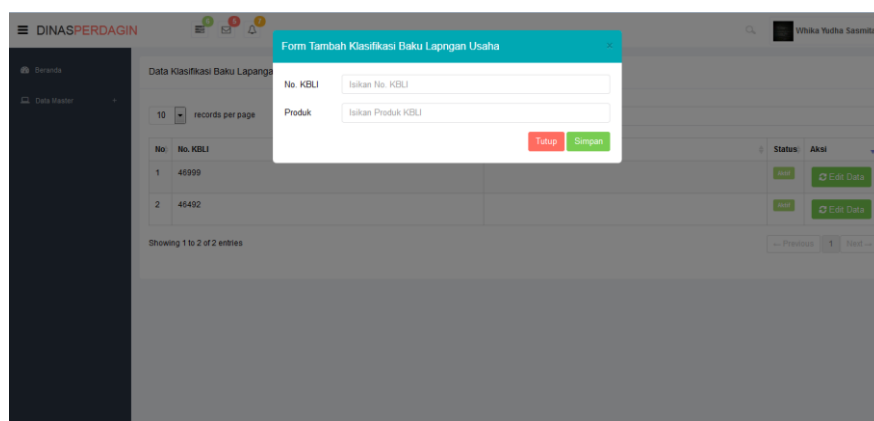 DINASPERDAGIN
Whika Yudha Sasmita
Form Tambah Klasifikasi Baku Lapngan Usaha ×
Beranda
Data Klasifikasi Baku Lapanga
No. KBLI Isikan No. KBLI
Data Master
10 records per page
Produk Isikan Produk KBLI
Tutup Simpan
No No. KBLI Status Aksi
1 46999 Edit Data
2 46492 Edit Data
Showing 1 to 2 of 2 entries
← Previous 1 Next →